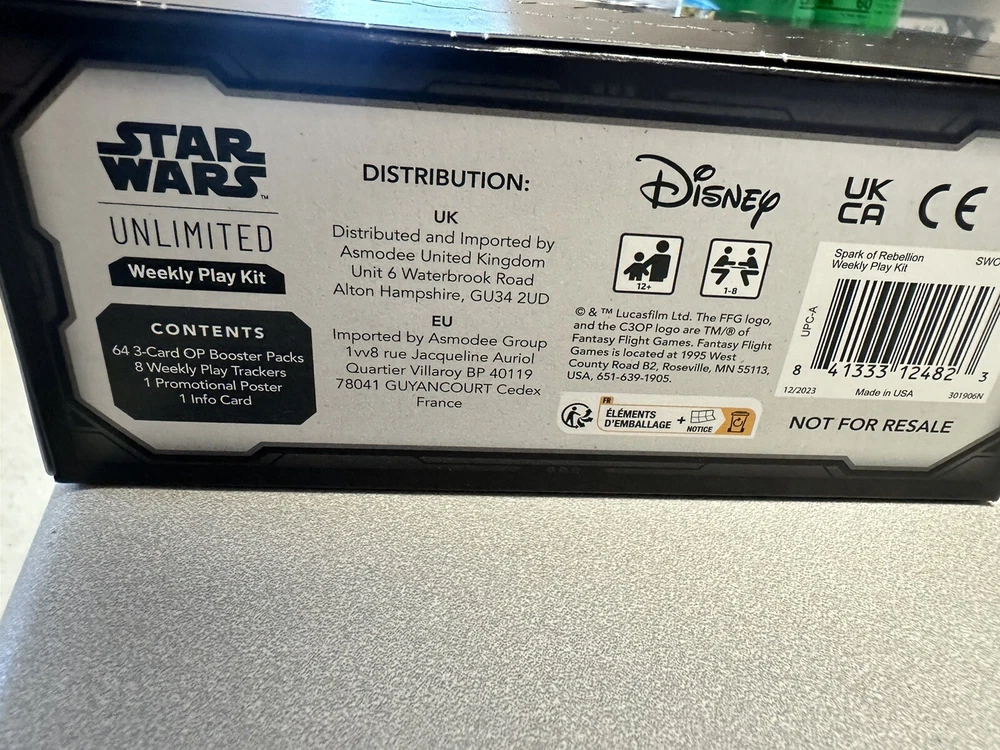 STAR
WARS™
UNLIMITED
Weekly Play Kit
CONTENTS
64 3-Card OP Booster Packs
8 Weekly Play Trackers
1 Promotional Poster
1 Info Card
DISTRIBUTION:
UK
Distributed and Imported by
Asmodee United Kingdom
Unit 6 Waterbrook Road
Alton Hampshire, GU34 2UD
EU
Imported by Asmodee Group
1vv8 rue Jacqueline Auriol
Quartier Villaroy BP 40119
78041 GUYANCOURT Cedex
France
Disney
12+
1-8
© & ™ Lucasfilm Ltd. The FFG logo,
and the C3OP logo are TM/® of
Fantasy Flight Games. Fantasy Flight
Games is located at 1995 West
County Road B2, Roseville, MN 55113,
USA, 651-639-1905.
FR
ÉLÉMENTS
D'EMBALLAGE + NOTICE
UK
CA
CE
Spark of Rebellion
Weekly Play Kit
SWO
UPC-A
8 41333 12482 3
12/2023 Made in USA 301906N
NOT FOR RESALE